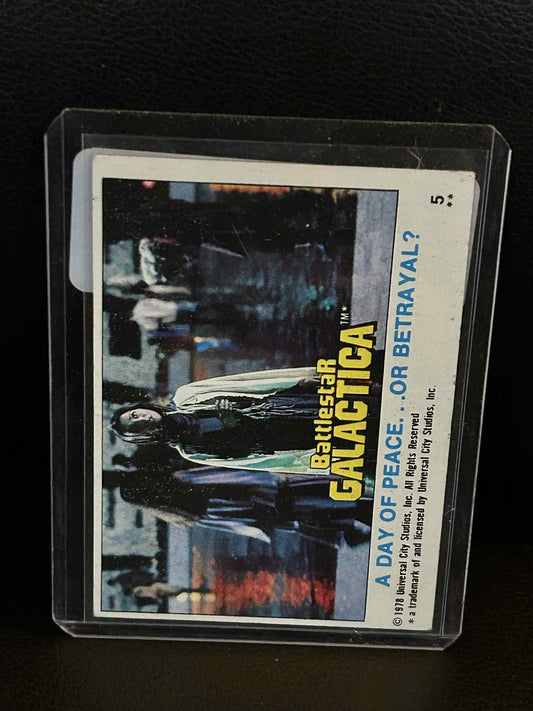 Battlestar
GALACTICA™*
A DAY OF PEACE. . .OR BETRAYAL?
5
**
© 1978 Universal City Studios, Inc. All Rights Reserved
* a trademark of and licensed by Universal City Studios, Inc.